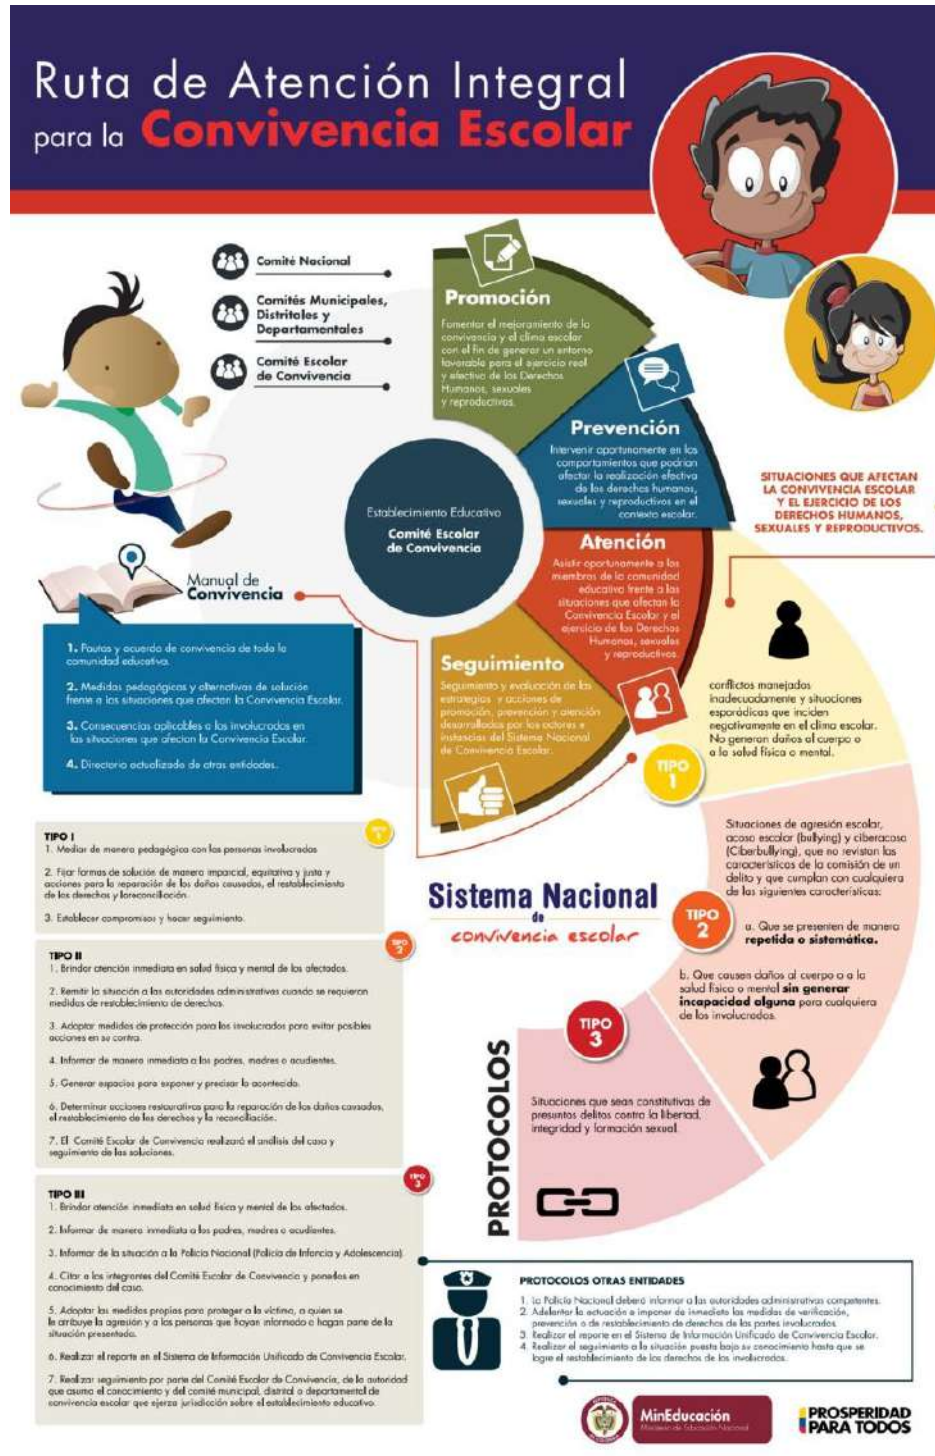 Ruta de Atención Integral
para la Convivencia Escolar
Comité Nacional
Comités Municipales,
Distritales y
Departamentales
Comité Escolar
de Convivencia
Promoción
Fomentar el mejoramiento de la
convivencia y el clima escolar
con el fin de generar un entorno
favorable para el ejercicio real
y efectivo de los Derechos
Humanos, sexuales
y reproductivos.
Prevención
Intervenir oportunamente en los
comportamientos que podrían
afectar la realización efectiva
de los derechos humanos,
sexuales y reproductivos en el
contexto escolar.
SITUACIONES QUE AFECTAN
LA CONVIVENCIA ESCOLAR
Y EL EJERCICIO DE LOS
DERECHOS HUMANOS,
SEXUALES Y REPRODUCTIVOS.
Establecimiento Educativo
Comité Escolar
de Convivencia
Atención
Asistir oportunamente a los
miembros de la comunidad
educativa frente a las
situaciones que afectan la
Convivencia Escolar y el
ejercicio de los Derechos
Humanos, sexuales
y reproductivos.
Manual de
Convivencia
1. Pautas y acuerdo de convivencia de toda la
comunidad educativa.
2. Medidas pedagógicas y alternativas de solución
frente a las situaciones que afectan la Convivencia Escolar.
3. Consecuencias aplicables a los involucrados en
las situaciones que afectan la Convivencia Escolar.
4. Directorio actualizado de otras entidades.
Seguimiento
Seguimiento y evaluación de las
estrategias y acciones de
promoción, prevención y atención
desarrolladas por los actores e
instancias del Sistema Nacional
de Convivencia Escolar.
conflictos manejados
inadecuadamente y situaciones
esporádicas que inciden
negativamente en el clima escolar.
No generan daños al cuerpo o
a la salud física o mental.
TIPO
1
Situaciones de agresión escolar,
acoso escolar (bullying) y ciberacoso
(Ciberbullying), que no revistan las
características de la comisión de un
delito y que cumplan con cualquiera
de las siguientes características:
TIPO
2
a. Que se presenten de manera
repetida o sistemática.
b. Que causen daños al cuerpo o a la
salud física o mental sin generar
incapacidad alguna para cualquiera
de los involucrados.
TIPO
3
Situaciones que sean constitutivas de
presuntos delitos contra la libertad,
integridad y formación sexual.
PROTOCOLOS
Sistema Nacional
de
convivencia escolar
TIPO
1
TIPO I
1. Mediar de manera pedagógica con las personas involucradas
2. Fijar formas de solución de manera imparcial, equitativa y justa y
acciones para la reparación de los daños causados, el restablecimiento
de los derechos y lareconciliación.
3. Establecer compromisos y hacer seguimiento.
TIPO
2
TIPO II
1. Brindar atención inmediata en salud física y mental de los afectados.
2. Remitir la situación a las autoridades administrativas cuando se requieran
medidas de restablecimiento de derechos.
3. Adoptar medidas de protección para los involucrados para evitar posibles
acciones en su contra.
4. Informar de manera inmediata a los padres, madres o acudientes.
5. Generar espacios para exponer y precisar lo acontecido.
6. Determinar acciones restaurativas para la reparación de los daños causados,
el restablecimiento de los derechos y la reconciliación.
7. El Comité Escolar de Convivencia realizará el análisis del caso y
seguimiento de las soluciones.
TIPO
3
TIPO III
1. Brindar atención inmediata en salud física y mental de los afectados.
2. Informar de manera inmediata a los padres, madres o acudientes.
3. Informar de la situación a la Policía Nacional (Policía de Infancia y Adolescencia).
4. Citar a los integrantes del Comité Escolar de Convivencia y ponerlos en
conocimiento del caso.
5. Adoptar las medidas propias para proteger a la víctima, a quien se
le atribuye la agresión y a las personas que hayan informado o hagan parte de la
situación presentada.
6. Realizar el reporte en el Sistema de Información Unificado de Convivencia Escolar.
7. Realizar seguimiento por parte del Comité Escolar de Convivencia, de la autoridad
que asuma el conocimiento y del comité municipal, distrital o departamental de
convivencia escolar que ejerza jurisdicción sobre el establecimiento educativo.
PROTOCOLOS OTRAS ENTIDADES
1. La Policía Nacional deberá informar a las autoridades administrativas competentes.
2. Adelantar la actuación e imponer de inmediato las medidas de verificación,
prevención o de restablecimiento de derechos de las partes involucradas
3. Realizar el reporte en el Sistema de Información Unificado de Convivencia Escolar.
4. Realizar el seguimiento a la situación puesta bajo su conocimiento hasta que se
logre el restablecimiento de los derechos de los involucrados.
MinEducación
Ministerio de Educación Nacional
PROSPERIDAD
PARA TODOS